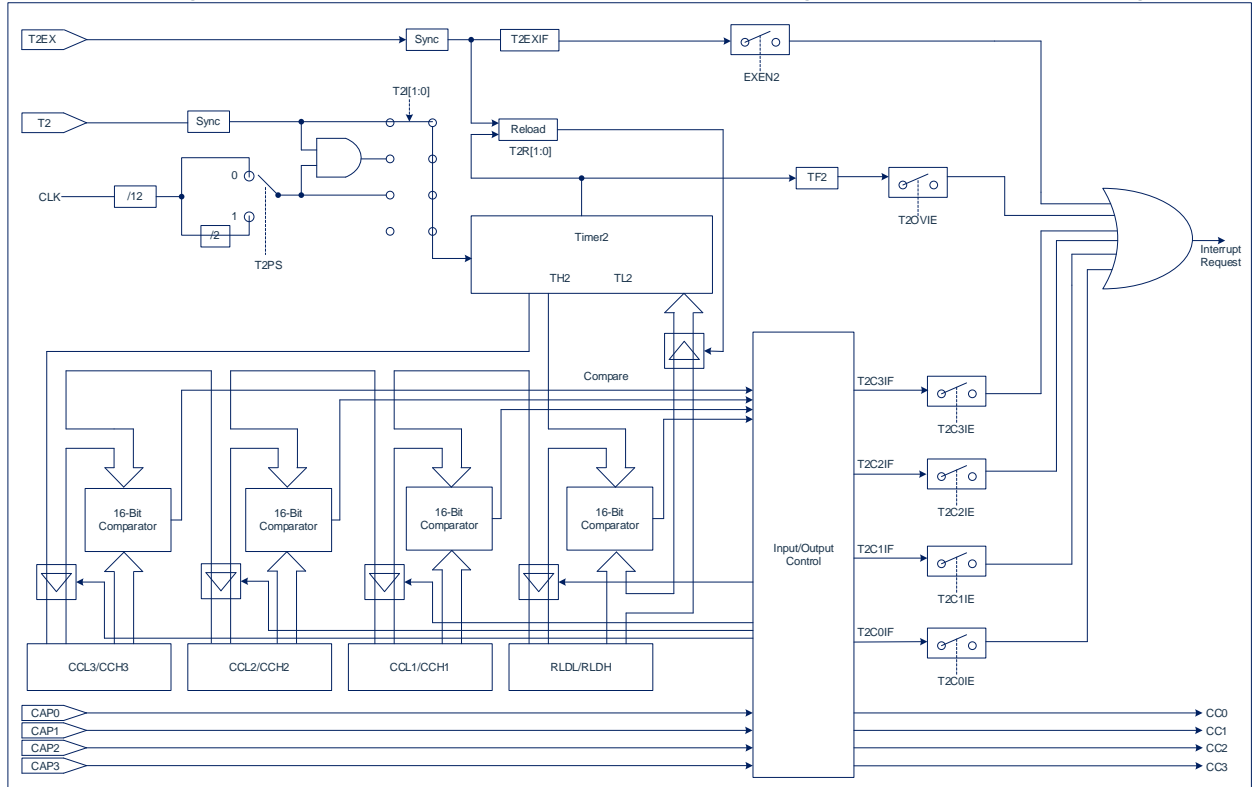 T2EX
Sync
T2EXIF
EXEN2
T2I[1:0]
T2
Sync
Reload
T2R[1:0]
0
CLK
/12
1
/2
T2PS
TF2
T2OVIE
Timer2
TH2 TL2
Interrupt
Request
Compare
T2C3IF
T2C3IE
T2C2IF
T2C2IE
16-Bit
Comparator
16-Bit
Comparator
16-Bit
Comparator
16-Bit
Comparator
Input/Output
Control
T2C1IF
T2C1IE
T2C0IF
T2C0IE
CCL3/CCH3
CCL2/CCH2
CCL1/CCH1
RLDL/RLDH
CAP0
CAP1
CAP2
CAP3
CC0
CC1
CC2
CC3